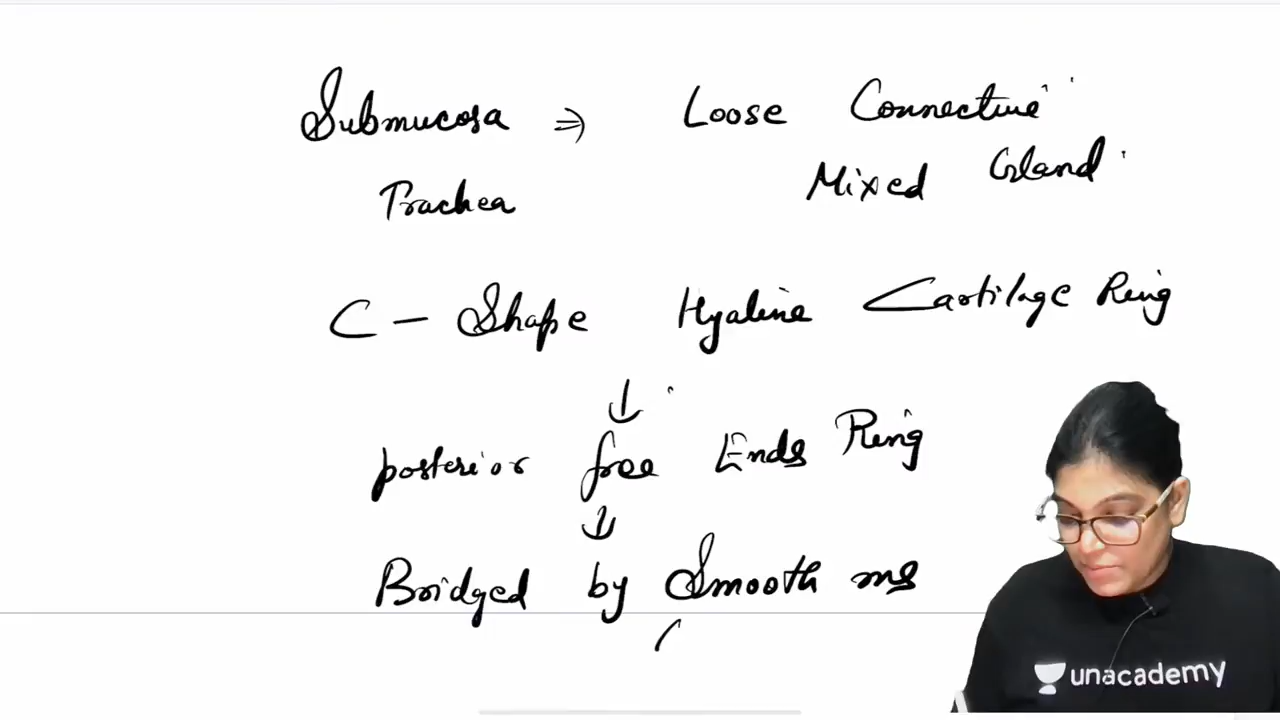 Submucosa ⇒ Loose Connective
Trachea Mixed Gland
C - Shape Hyaline Cartilage Ring
↓
posterior free Ends Ring
↓
Bridged by Smooth ms
(
unacademy